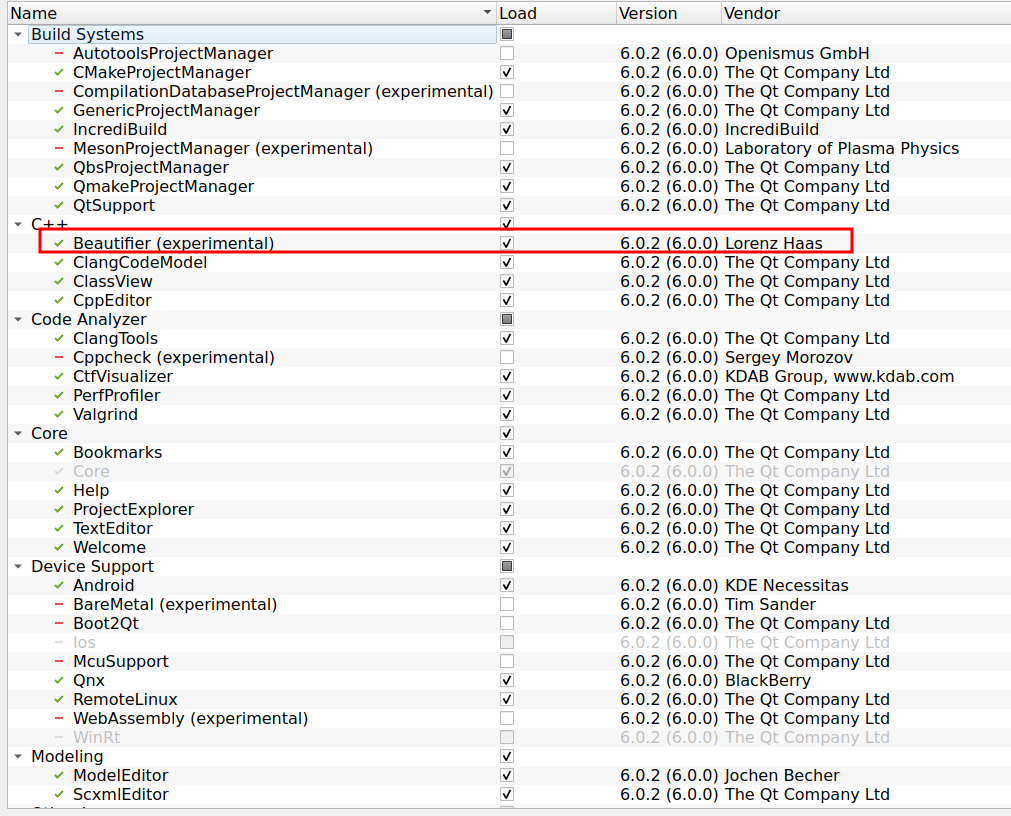 Name Load Version Vendor
Build Systems
AutotoolsProjectManager 6.0.2 (6.0.0) Openismus GmbH
CMakeProjectManager 6.0.2 (6.0.0) The Qt Company Ltd
CompilationDatabaseProjectManager (experimental) 6.0.2 (6.0.0) The Qt Company Ltd
GenericProjectManager 6.0.2 (6.0.0) The Qt Company Ltd
IncrediBuild 6.0.2 (6.0.0) IncrediBuild
MesonProjectManager (experimental) 6.0.2 (6.0.0) Laboratory of Plasma Physics
QbsProjectManager 6.0.2 (6.0.0) The Qt Company Ltd
QmakeProjectManager 6.0.2 (6.0.0) The Qt Company Ltd
QtSupport 6.0.2 (6.0.0) The Qt Company Ltd
C++
Beautifier (experimental) 6.0.2 (6.0.0) Lorenz Haas
ClangCodeModel 6.0.2 (6.0.0) The Qt Company Ltd
ClassView 6.0.2 (6.0.0) The Qt Company Ltd
CppEditor 6.0.2 (6.0.0) The Qt Company Ltd
Code Analyzer
ClangTools 6.0.2 (6.0.0) The Qt Company Ltd
Cppcheck (experimental) 6.0.2 (6.0.0) Sergey Morozov
CtfVisualizer 6.0.2 (6.0.0) KDAB Group, www.kdab.com
PerfProfiler 6.0.2 (6.0.0) The Qt Company Ltd
Valgrind 6.0.2 (6.0.0) The Qt Company Ltd
Core
Bookmarks 6.0.2 (6.0.0) The Qt Company Ltd
Core 6.0.2 (6.0.0) The Qt Company Ltd
Help 6.0.2 (6.0.0) The Qt Company Ltd
ProjectExplorer 6.0.2 (6.0.0) The Qt Company Ltd
TextEditor 6.0.2 (6.0.0) The Qt Company Ltd
Welcome 6.0.2 (6.0.0) The Qt Company Ltd
Device Support
Android 6.0.2 (6.0.0) KDE Necessitas
BareMetal (experimental) 6.0.2 (6.0.0) Tim Sander
Boot2Qt 6.0.2 (6.0.0) The Qt Company Ltd
Ios 6.0.2 (6.0.0) The Qt Company Ltd
McuSupport 6.0.2 (6.0.0) The Qt Company Ltd
Qnx 6.0.2 (6.0.0) BlackBerry
RemoteLinux 6.0.2 (6.0.0) The Qt Company Ltd
WebAssembly (experimental) 6.0.2 (6.0.0) The Qt Company Ltd
WinRt 6.0.2 (6.0.0) The Qt Company Ltd
Modeling
ModelEditor 6.0.2 (6.0.0) Jochen Becher
ScxmlEditor 6.0.2 (6.0.0) The Qt Company Ltd